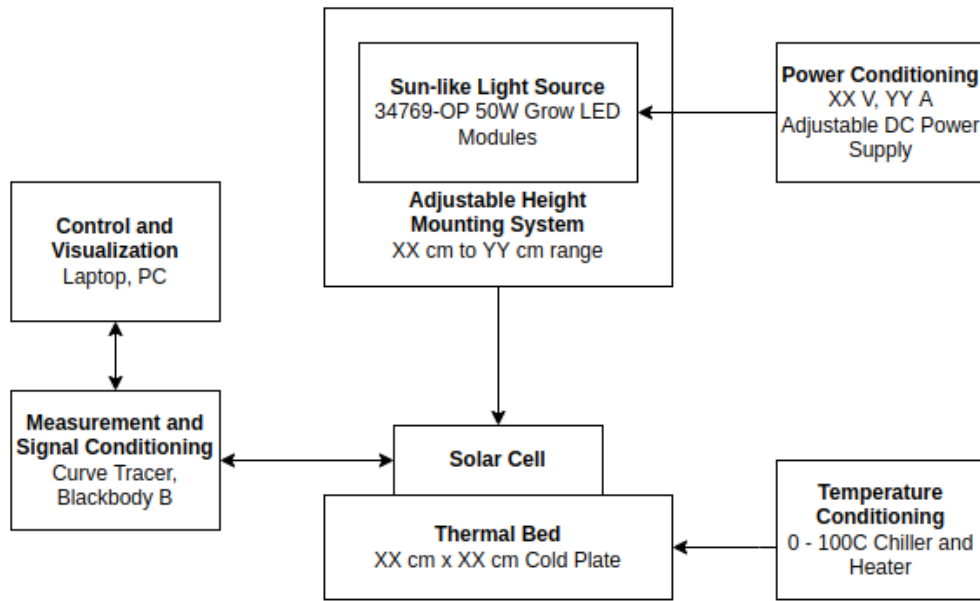 Sun-like Light Source
34769-OP 50W Grow LED
Modules
Adjustable Height
Mounting System
XX cm to YY cm range
Power Conditioning
XX V, YY A
Adjustable DC Power
Supply
Control and
Visualization
Laptop, PC
Measurement and
Signal Conditioning
Curve Tracer,
Blackbody B
Solar Cell
Thermal Bed
XX cm x XX cm Cold Plate
Temperature
Conditioning
0 - 100C Chiller and
Heater